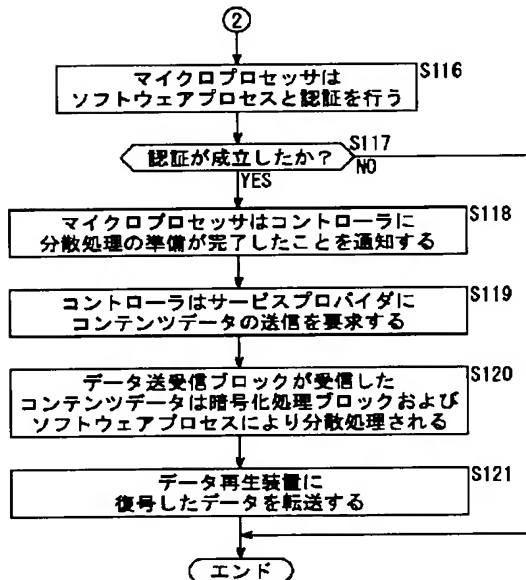 2
マイクロプロセッサは
ソフトウェアプロセスと認証を行う
S116
認証が成立したか？
S117
NO
YES
マイクロプロセッサはコントローラに
分散処理の準備が完了したことを通知する
S118
コントローラはサービスプロバイダに
コンテンツデータの送信を要求する
S119
データ送受信ブロックが受信した
コンテンツデータは暗号化処理ブロックおよび
ソフトウェアプロセスにより分散処理される
S120
データ再生装置に
復号したデータを転送する
S121
エンド